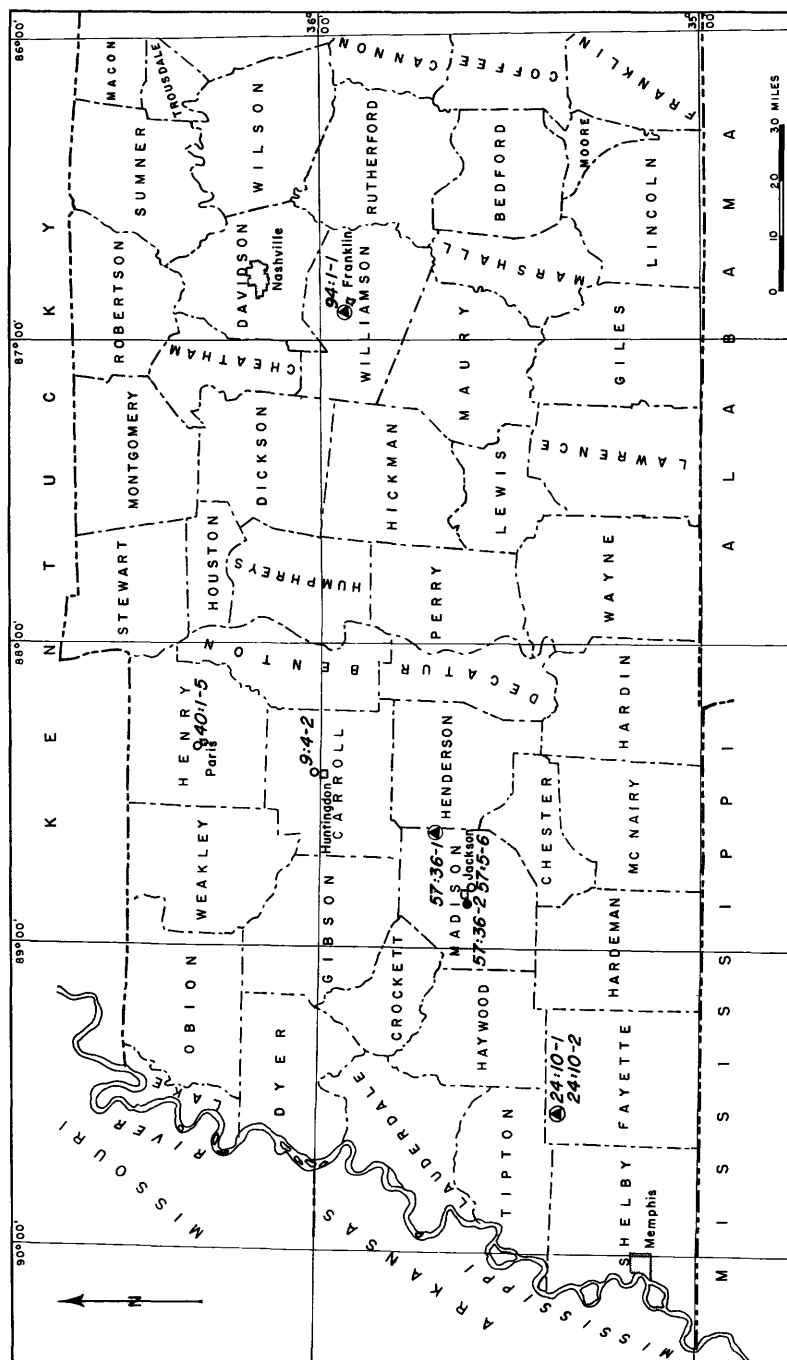 90°00'
89°00'
88°00'
87°00'
86°00'
36°
00'
35°
00'
N
KENTUCKY
MISSOURI
ARKANSAS
MISSISSIPPI RIVER
MISSISSIPPI
ALABAMA
LAKE
OBION
WEAKLEY
HENRY
40:1-5
Paris
STEWART
MONTGOMERY
ROBERTSON
SUMNER
MACON
TROUSDALE
DYER
GIBSON
CARROLL
Huntingdon
9:4-2
BENTON
HOUSTON
HUMPHREYS
DICKSON
CHEATHAM
DAVIDSON
Nashville
WILSON
LAUDERDALE
CROCKETT
HAYWOOD
MADISON
57:36-1
Jackson
57:36-2 57:5-6
HENDERSON
DECATUR
PERRY
HICKMAN
WILLIAMSON
94:1-1
Franklin
RUTHERFORD
CANNON
TIPTON
LEWIS
MAURY
MARSHALL
BEDFORD
COFFEE
SHELBY
Memphis
FAYETTE
24:10-1
24:10-2
HARDEMAN
CHESTER
MC NAIRY
HARDIN
WAYNE
LAWRENCE
GILES
LINCOLN
MOORE
FRANKLIN
0 10 20 30 MILES